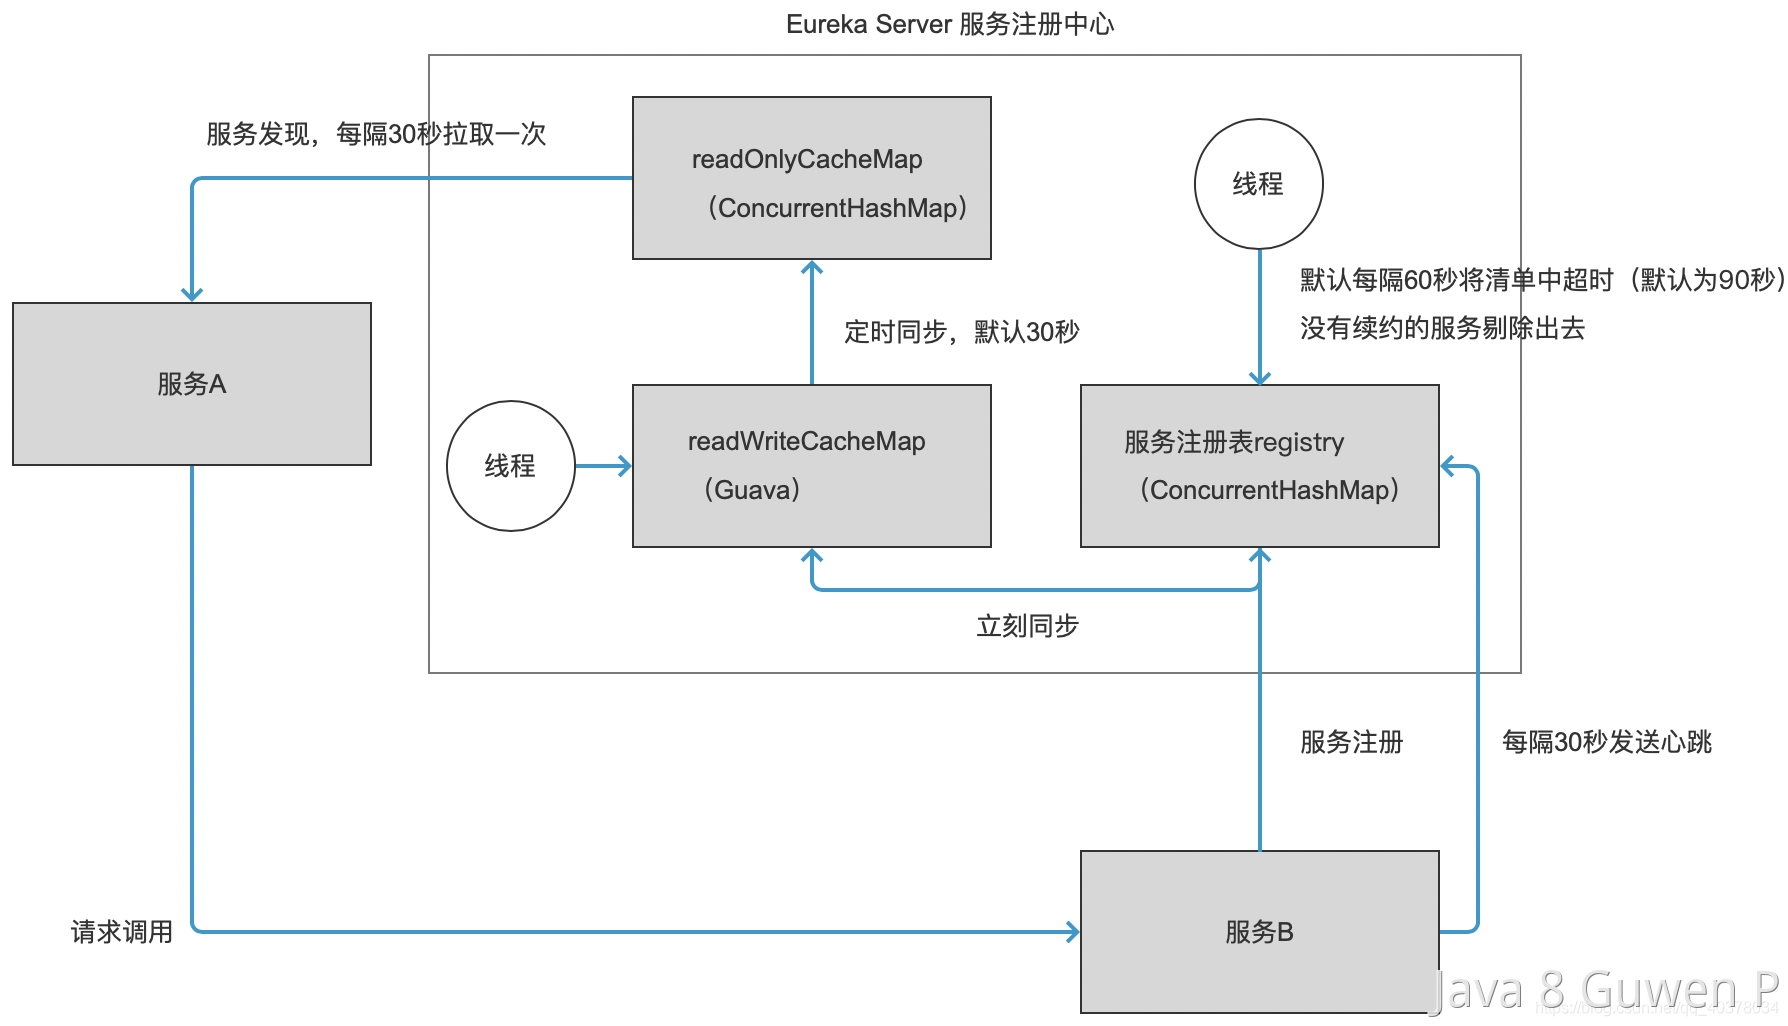 Eureka Server 服务注册中心
服务发现，每隔30秒拉取一次
readOnlyCacheMap
（ConcurrentHashMap）
线程
默认每隔60秒将清单中超时（默认为90秒）
没有续约的服务剔除出去
定时同步，默认30秒
服务A
线程
readWriteCacheMap
（Guava）
服务注册表registry
（ConcurrentHashMap）
立刻同步
服务注册
每隔30秒发送心跳
请求调用
服务B
Java 8 Guwen P
https://blog.csdn.net/qq_40378034